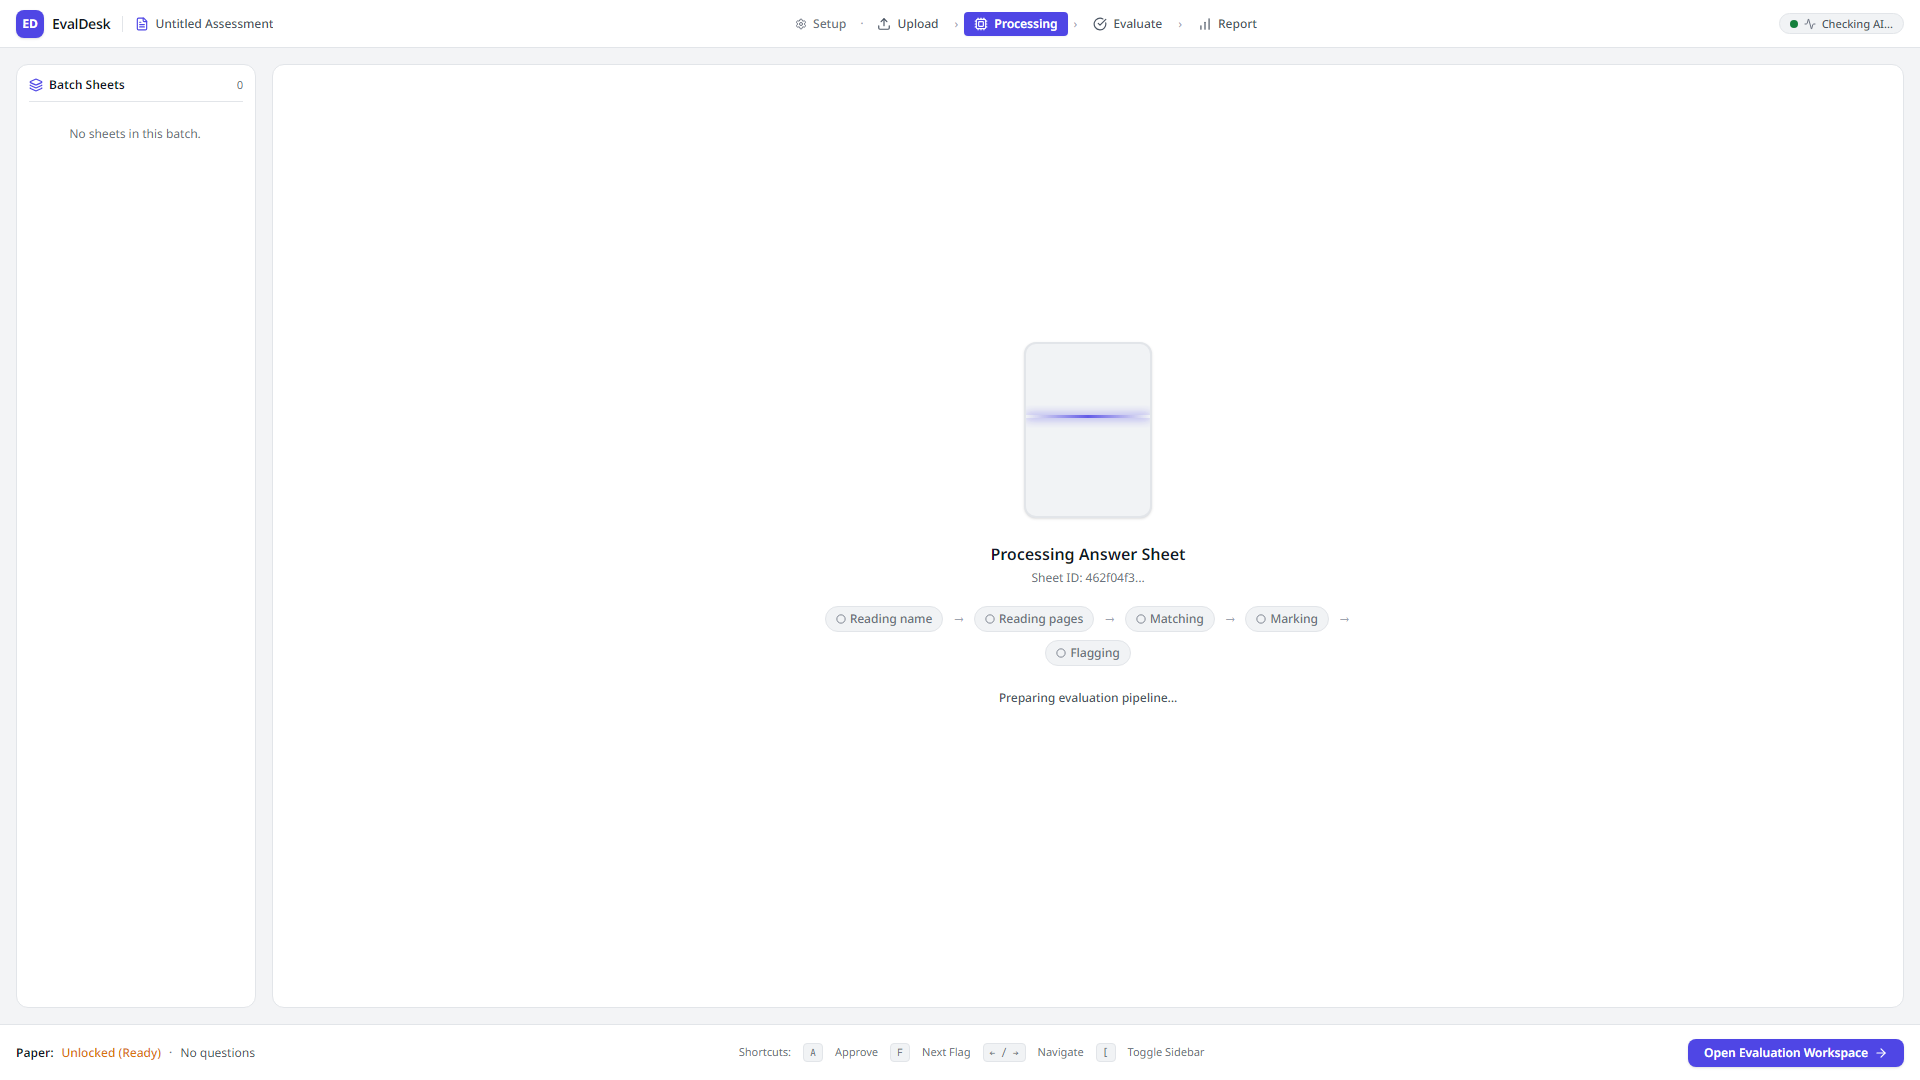 ED EvalDesk Untitled Assessment Setup · Upload › Processing › Evaluate › Report Checking AI...
Batch Sheets 0
No sheets in this batch.
Processing Answer Sheet
Sheet ID: 462f04f3...
Reading name → Reading pages → Matching → Marking →
Flagging
Preparing evaluation pipeline...
Paper: Unlocked (Ready) · No questions Shortcuts: A Approve F Next Flag ← / → Navigate [ Toggle Sidebar Open Evaluation Workspace →